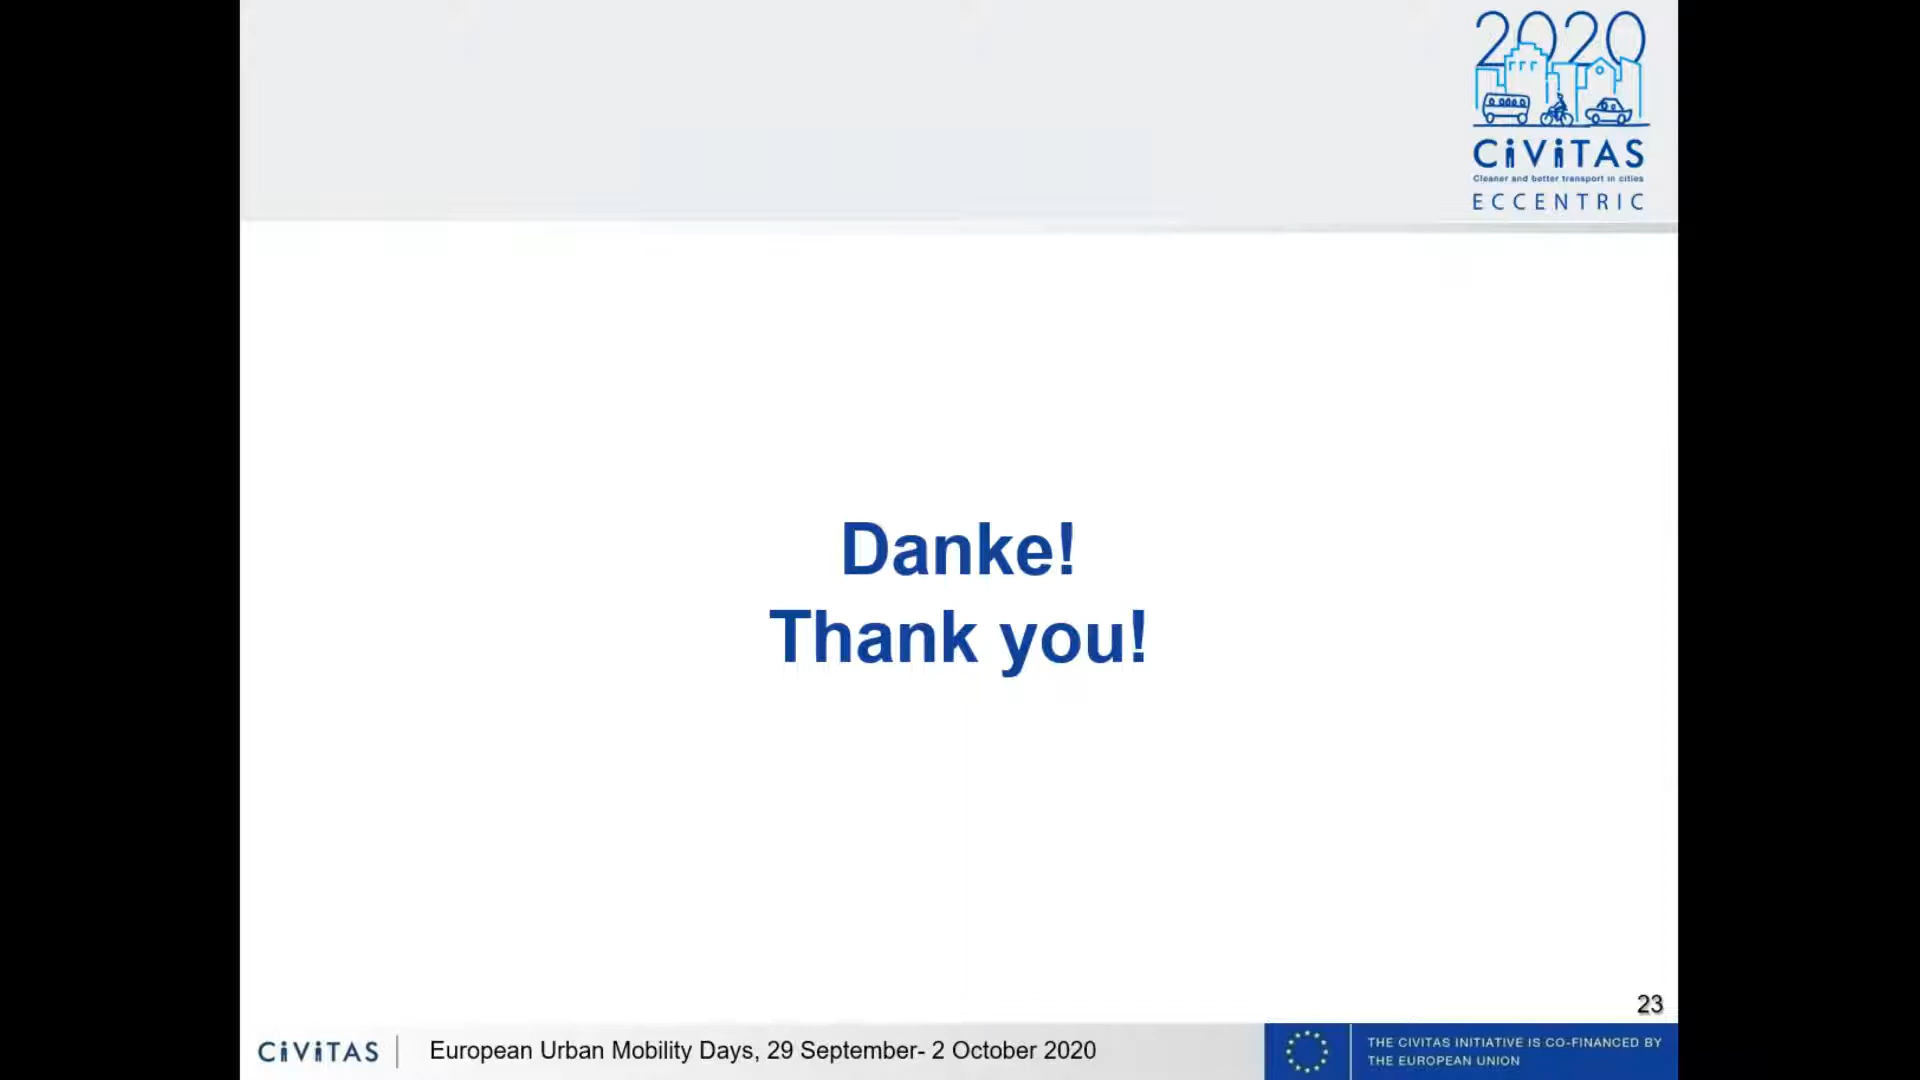 2020
CiViTAS
Cleaner and better transport in cities
ECCENTRIC
Danke!
Thank you!
23
CiViTAS
European Urban Mobility Days, 29 September- 2 October 2020
THE CIVITAS INITIATIVE IS CO-FINANCED BY
THE EUROPEAN UNION